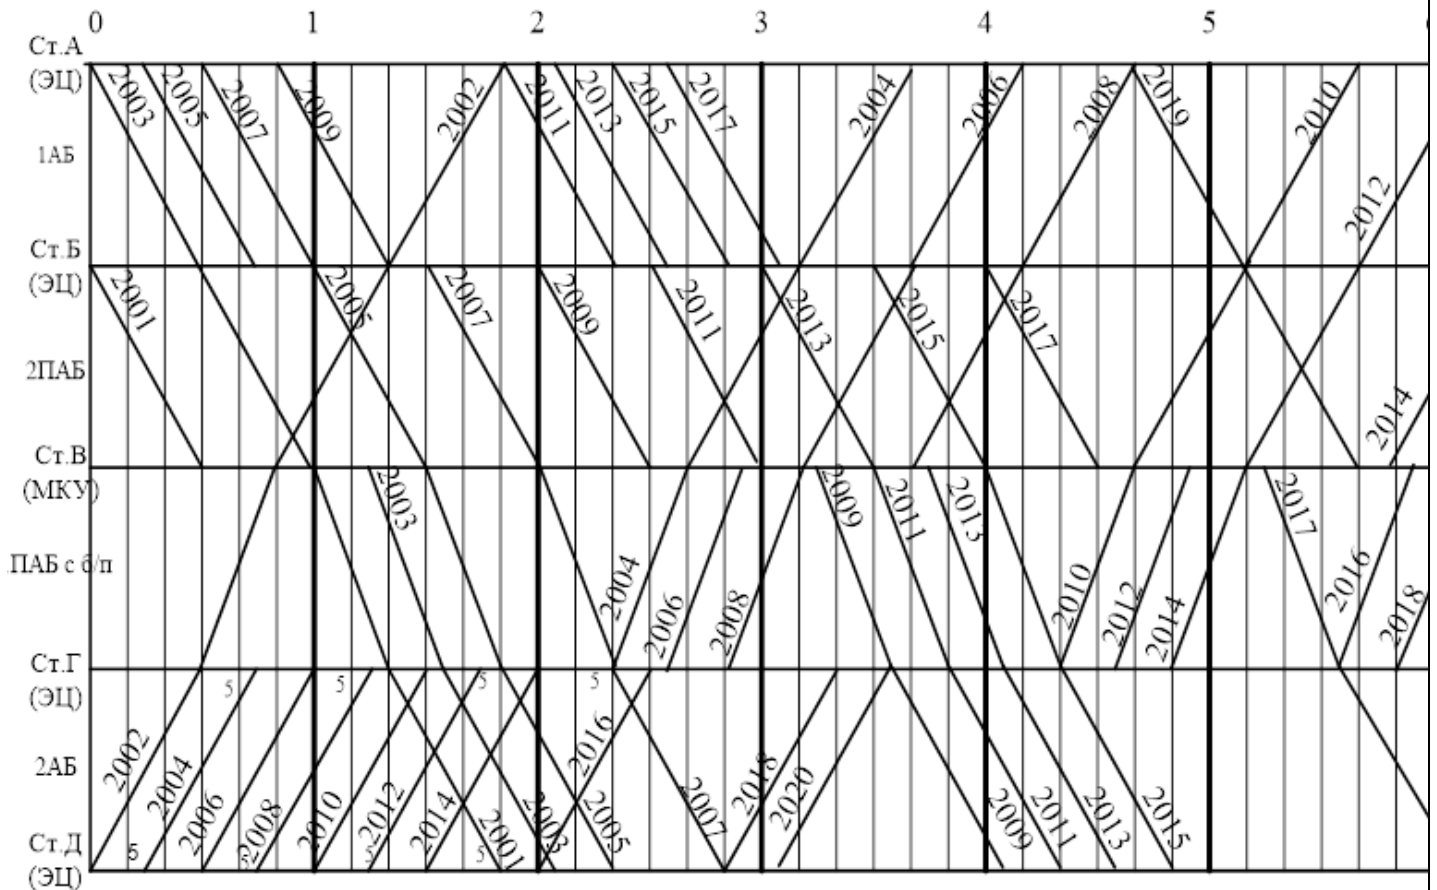 0 1 2 3 4 5
Ст.А
(ЭЦ)
2003 2005 2007 2009 2002 2011 2013 2015 2017 2004 2006 2008 2019 2010
1АБ
2012
Ст.Б
(ЭЦ)
2001 2005 2007 2009 2011 2013 2015 2017
2ПАБ
2014
Ст.В
(МКУ)
2003 2009 2011 2013 2017
ПАБ с б/п
2004 2006 2008 2010 2012 2014 2016 2018
Ст.Г
(ЭЦ)
5 5 5 5
2АБ
2002 2004 2006 2008 2010 2012 2014 2001 2003 2016 2005 2007 2018 2020 2009 2011 2013 2015
Ст.Д
5 5
(ЭЦ)